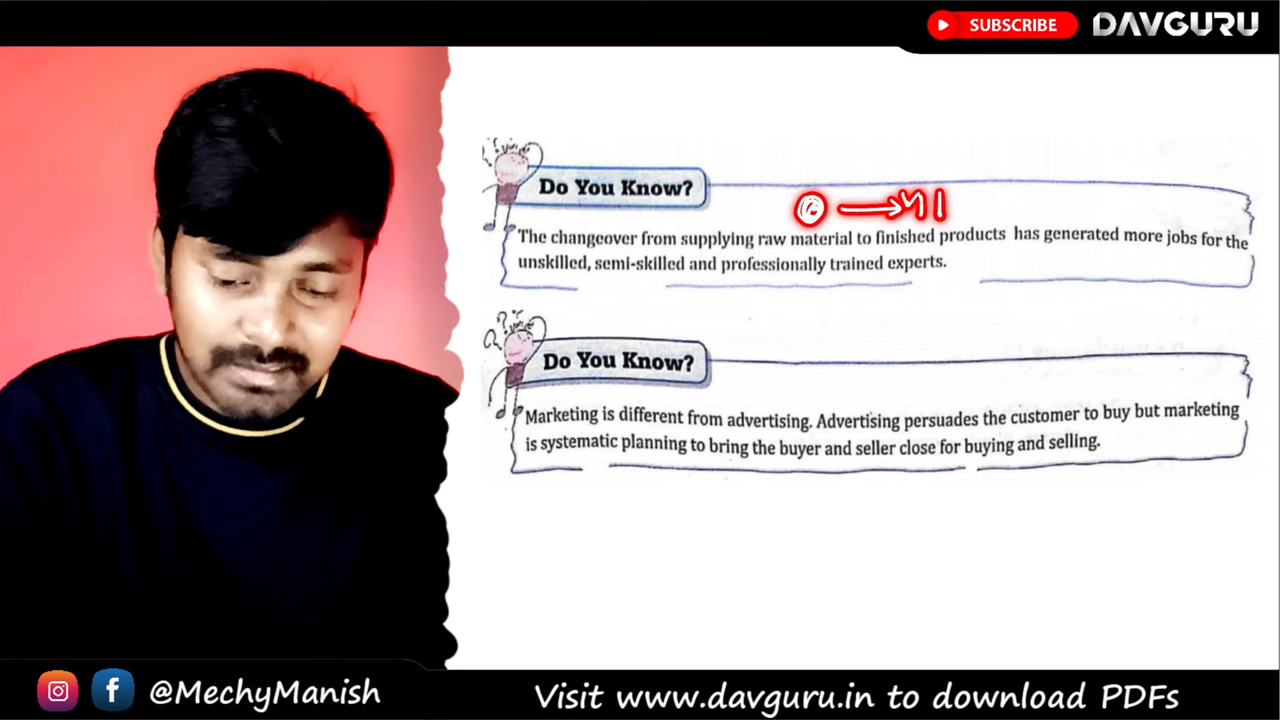 SUBSCRIBE
DAVGURU
Do You Know?
The changeover from supplying raw material to finished products has generated more jobs for the
unskilled, semi-skilled and professionally trained experts.
Do You Know?
Marketing is different from advertising. Advertising persuades the customer to buy but marketing
is systematic planning to bring the buyer and seller close for buying and selling.
@MechyManish
Visit www.davguru.in to download PDFs